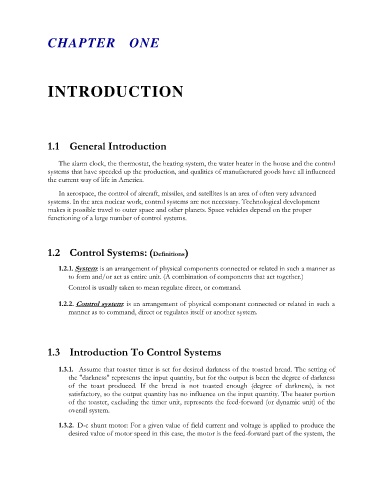 CHAPTER ONE
INTRODUCTION
1.1 General Introduction
The alarm clock, the thermostat, the heating system, the water heater in the house and the control
systems that have speeded up the production, and qualities of manufactured goods have all influenced
the current way of life in America.
In aerospace, the control of aircraft, missiles, and satellites is an area of often very advanced
systems. In the area nuclear work, control systems are not necessary. Technological development
makes it possible travel to outer space and other planets. Space vehicles depend on the proper
functioning of a large number of control systems.
1.2 Control Systems: (Definitions)
1.2.1. System: is an arrangement of physical components connected or related in such a manner as
to form and/or act as entire unit. (A combination of components that act together.)
Control is usually taken to mean regulate direct, or command.
1.2.2. Control system: is an arrangement of physical component connected or related in such a
manner as to command, direct or regulates itself or another system.
1.3 Introduction To Control Systems
1.3.1. Assume that toaster timer is set for desired darkness of the toasted bread. The setting of
the "darkness" represents the input quantity, but for the output is been the degree of darkness
of the toast produced. If the bread is not toasted enough (degree of darkness), is not
satisfactory, so the output quantity has no influence on the input quantity. The heater portion
of the toaster, excluding the timer unit, represents the feed-forward (or dynamic unit) of the
overall system.
1.3.2. D-c shunt motor: For a given value of field current and voltage is applied to produce the
desired value of motor speed in this case, the motor is the feed-forward part of the system, the